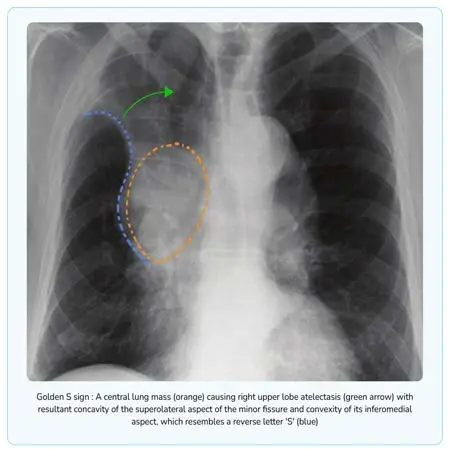 Golden S sign : A central lung mass (orange) causing right upper lobe atelectasis (green arrow) with
resultant concavity of the superolateral aspect of the minor fissure and convexity of its inferomedial
aspect, which resembles a reverse letter 'S' (blue)